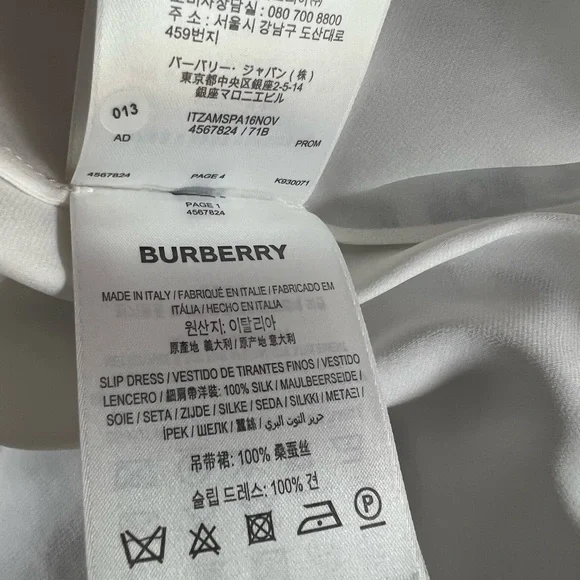 소비자상담실 : 080 700 8800
주 소 : 서울시 강남구 도산대로
459번지
バーバリー・ジャパン ( 株 )
東京都中央区銀座2-5-14
銀座マロニエビル
013
AD
ITZAMSPA16NOV
4567824 / 71B
PROM
4567824
PAGE 4
K930071
PAGE 1
4567824
BURBERRY
MADE IN ITALY / FABRIQUÉ EN ITALIE / FABRICADO EM
ITÁLIA / HECHO EN ITALIA
원산지: 이탈리아
原產地 義大利 / 原产地 意大利
SLIP DRESS / VESTIDO DE TIRANTES FINOS / VESTIDO
LENCERO / 細肩帶洋裝: 100% SILK / MAULBEERSEIDE /
SOIE / SETA / ZIJDE / SILKE / SEDA / SILKKI / ΜΕΤΑΞΙ /
İPEK / ШЕЛК / 蠶絲 / حرير التوت البري
吊带裙: 100% 桑蚕丝
슬립 드레스: 100% 견
P